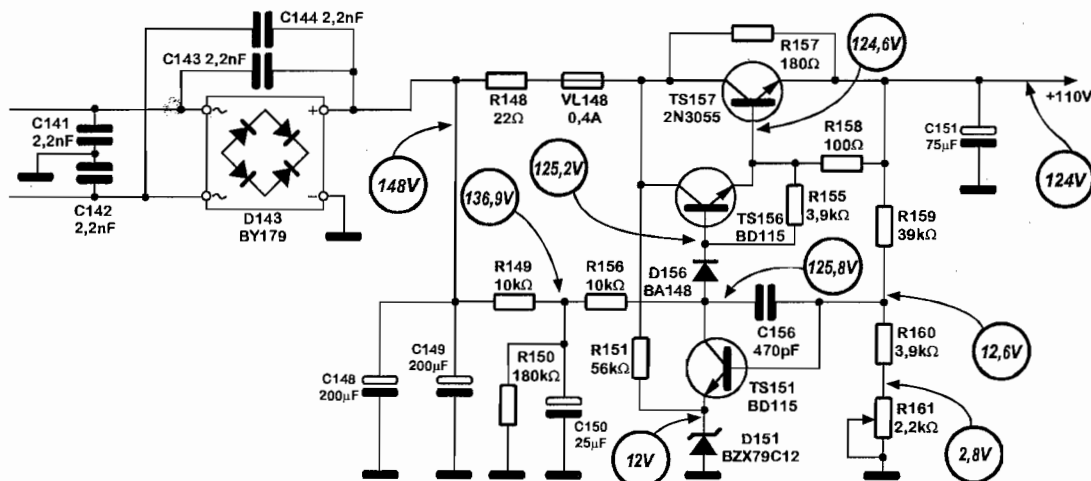 C144 2,2nF
C143 2,2nF
C141
2,2nF
C142
2,2nF
D143
BY179
~
~
+
−
148V
R148
22Ω
VL148
0,4A
R157
180Ω
TS157
2N3055
124,6V
+110V
C151
75µF
124V
R158
100Ω
125,2V
136,9V
TS156
BD115
R155
3,9kΩ
R159
39kΩ
D156
BA148
125,8V
R149
10kΩ
R156
10kΩ
C156
470pF
12,6V
R160
3,9kΩ
C148
200µF
C149
200µF
R150
180kΩ
C150
25µF
R151
56kΩ
TS151
BD115
R161
2,2kΩ
2,8V
12V
D151
BZX79C12